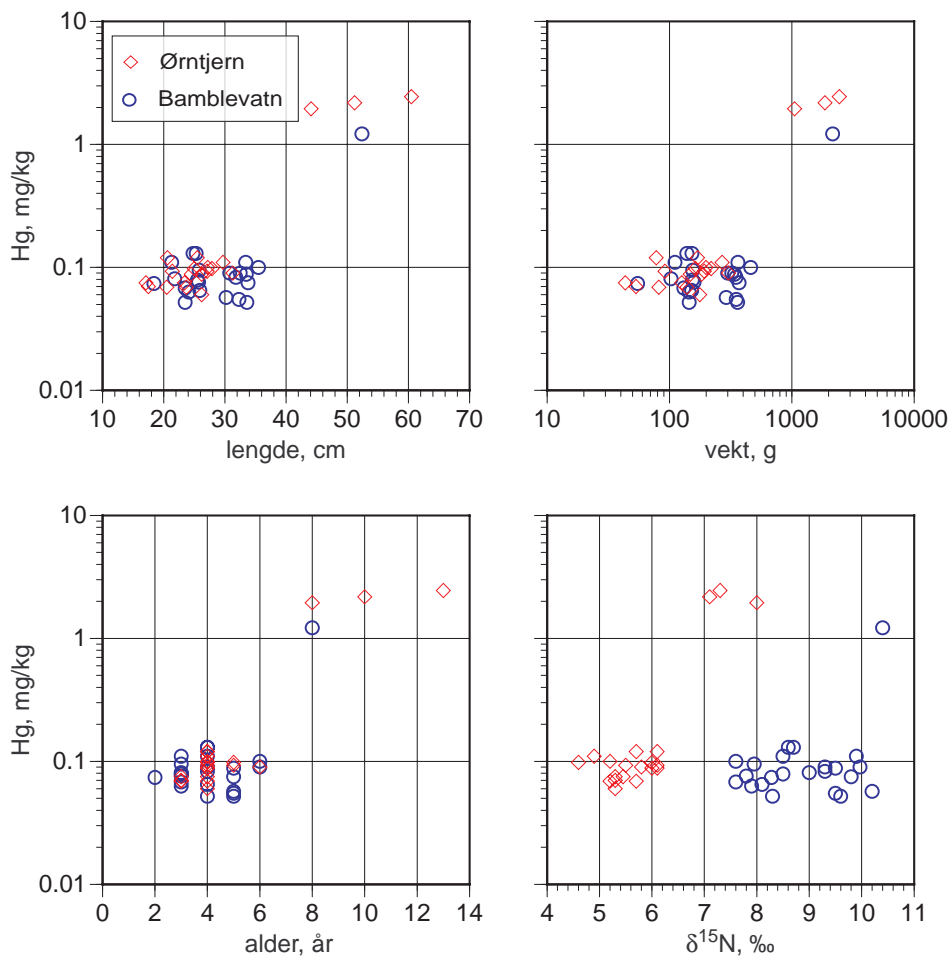 10
1
0.1
0.01
Hg, mg/kg
Ørntjern
Bamblevatn
10 20 30 40 50 60 70
lengde, cm
10 100 1000 10000
vekt, g
10
1
0.1
0.01
Hg, mg/kg
0 2 4 6 8 10 12 14
alder, år
4 5 6 7 8 9 10 11
δ¹⁵N, ‰